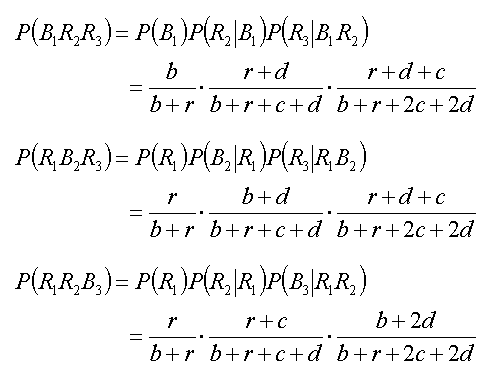 P(B₁R₂R₃) = P(B₁)P(R₂|B₁)P(R₃|B₁R₂)
= b/(b+r) · (r+d)/(b+r+c+d) · (r+d+c)/(b+r+2c+2d)
P(R₁B₂R₃) = P(R₁)P(B₂|R₁)P(R₃|R₁B₂)
= r/(b+r) · (b+d)/(b+r+c+d) · (r+d+c)/(b+r+2c+2d)
P(R₁R₂B₃) = P(R₁)P(R₂|R₁)P(B₃|R₁R₂)
= r/(b+r) · (r+c)/(b+r+c+d) · (b+2d)/(b+r+2c+2d)